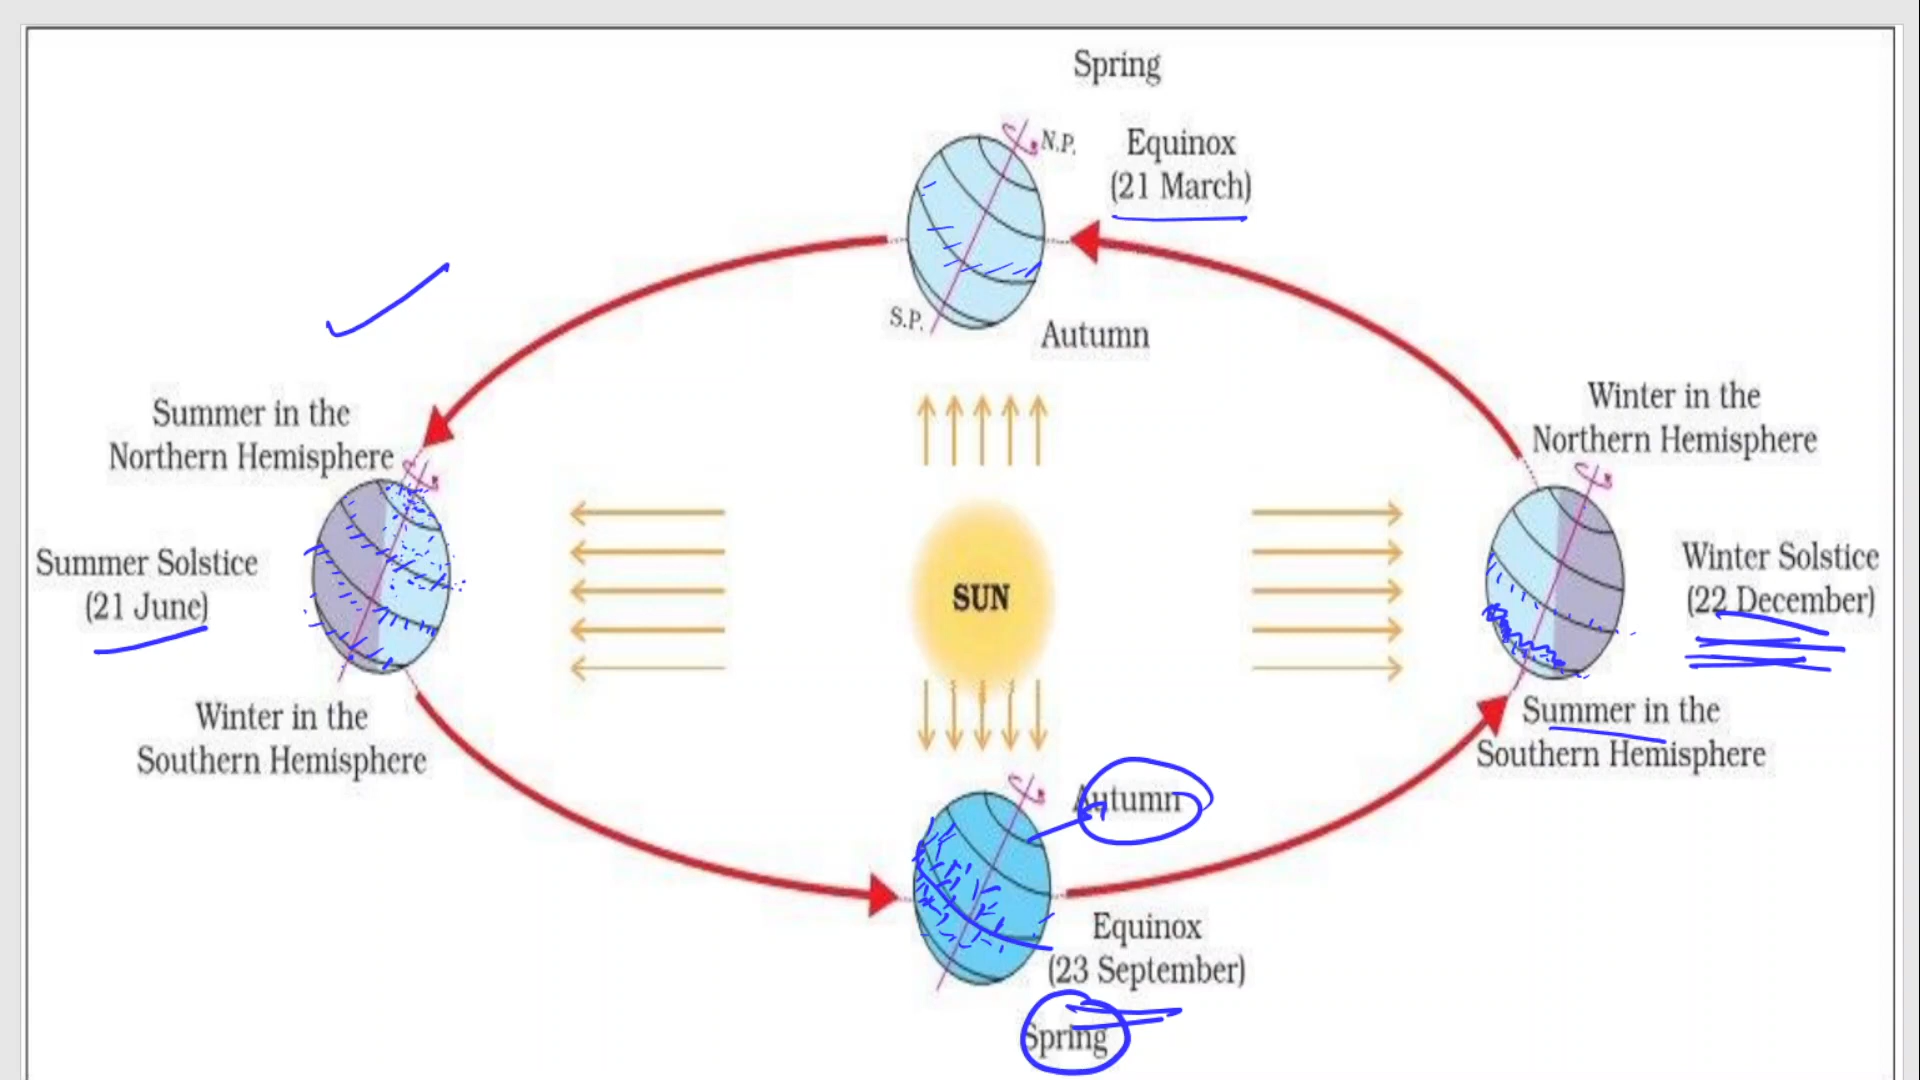 Spring
N.P.
Equinox
(21 March)
S.P.
Autumn
Summer in the
Northern Hemisphere
Winter in the
Northern Hemisphere
Summer Solstice
(21 June)
SUN
Winter Solstice
(22 December)
Winter in the
Southern Hemisphere
Summer in the
Southern Hemisphere
Autumn
Equinox
(23 September)
Spring